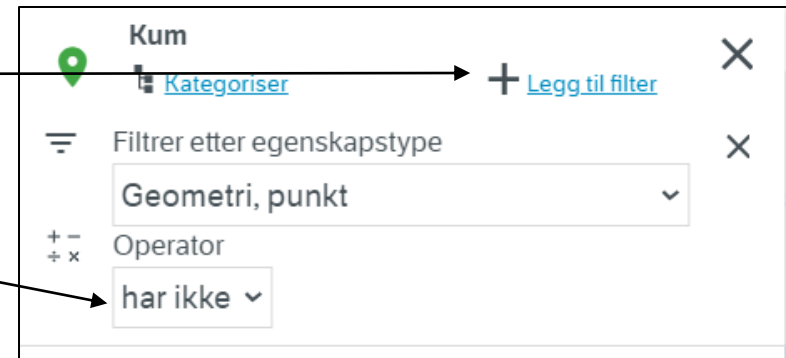 Kum
Kategoriser
Legg til filter
Filtrer etter egenskapstype
Geometri, punkt
Operator
har ikke